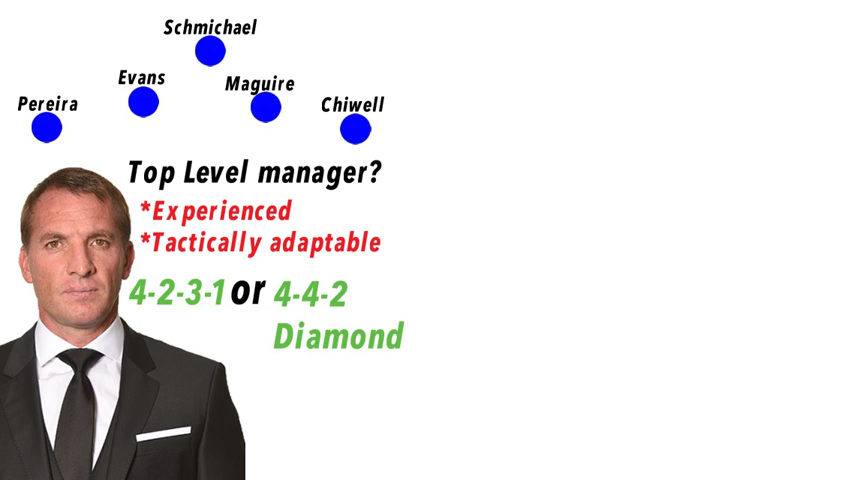 Schmichael
Evans
Maguire
Pereira
Chiwell
Top Level manager?
*Experienced
*Tactically adaptable
4-2-3-1 or 4-4-2
Diamond